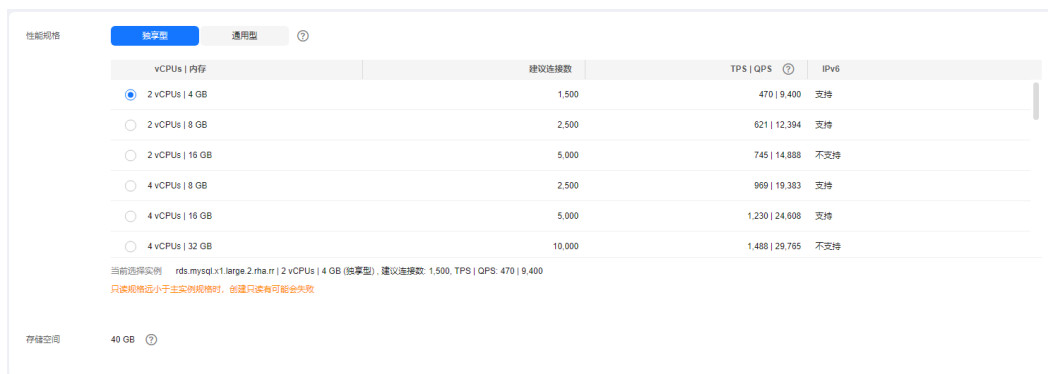 性能规格 独享型 通用型 ?
vCPUs | 内存 建议连接数 TPS | QPS ? IPv6
2 vCPUs | 4 GB 1,500 470 | 9,400 支持
2 vCPUs | 8 GB 2,500 621 | 12,394 支持
2 vCPUs | 16 GB 5,000 745 | 14,888 不支持
4 vCPUs | 8 GB 2,500 969 | 19,383 支持
4 vCPUs | 16 GB 5,000 1,230 | 24,608 支持
4 vCPUs | 32 GB 10,000 1,488 | 29,765 不支持
当前选择实例 rds.mysql.x1.large.2.rha.rr | 2 vCPUs | 4 GB (独享型) , 建议连接数: 1,500, TPS | QPS: 470 | 9,400
只读规格远小于主实例规格时，创建只读有可能会失败
存储空间 40 GB ?